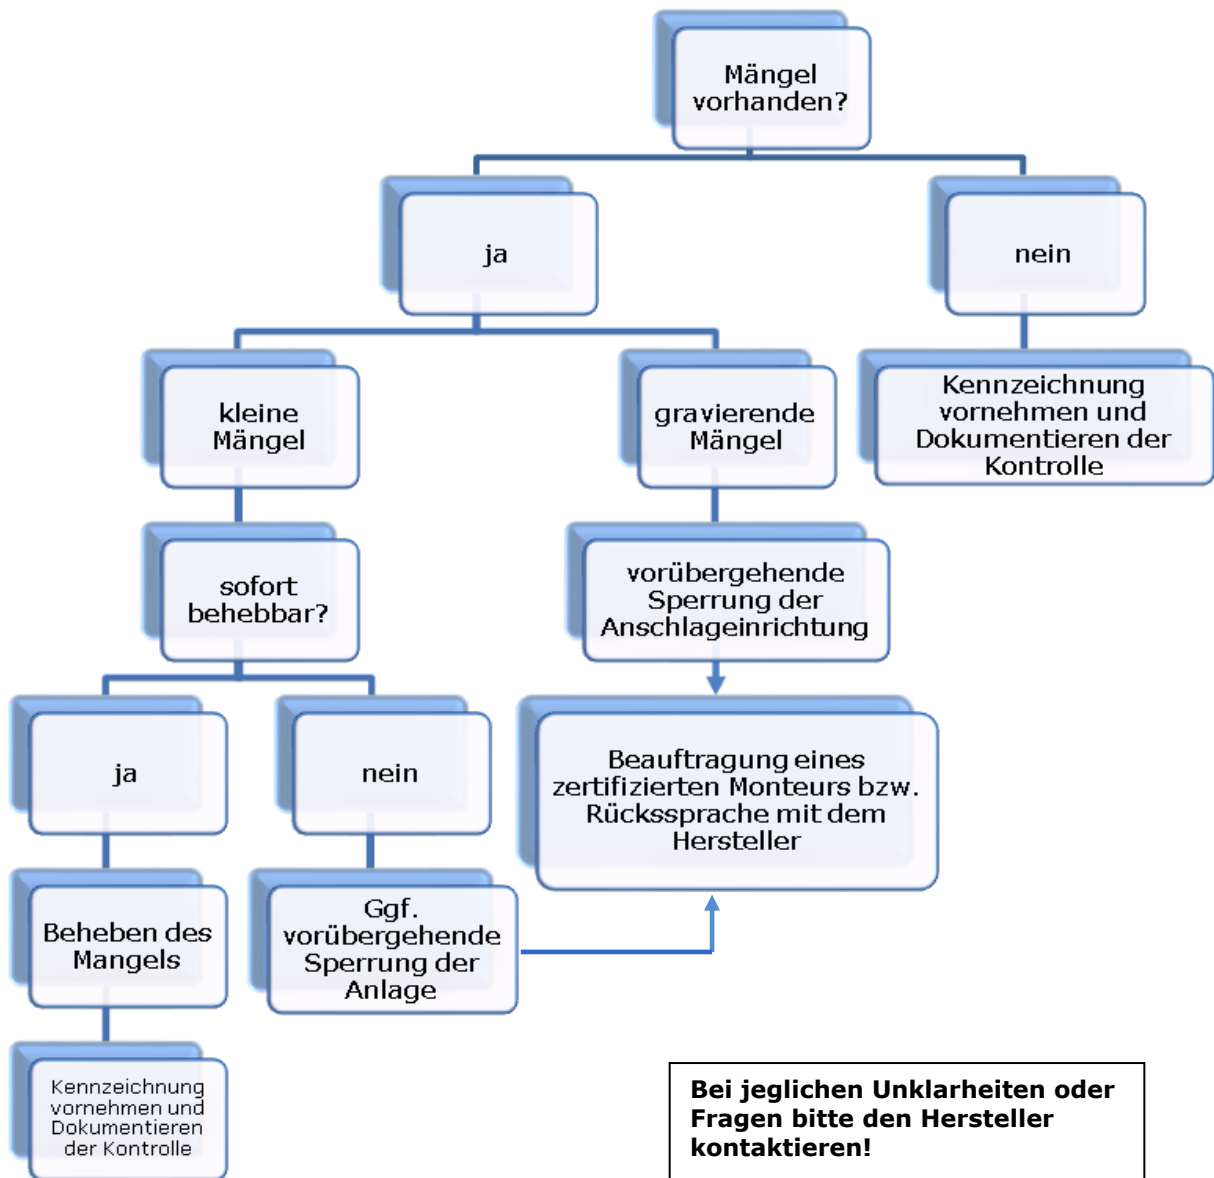 Mängel
vorhanden?
ja
nein
kleine
Mängel
gravierende
Mängel
Kennzeichnung
vornehmen und
Dokumentieren der
Kontrolle
sofort
behebbar?
vorübergehende
Sperrung der
Anschlageinrichtung
ja
nein
Beauftragung eines
zertifizierten Monteurs bzw.
Rückssprache mit dem
Hersteller
Beheben des
Mangels
Ggf.
vorübergehende
Sperrung der
Anlage
Kennzeichnung
vornehmen und
Dokumentieren
der Kontrolle
Bei jeglichen Unklarheiten oder
Fragen bitte den Hersteller
kontaktieren!